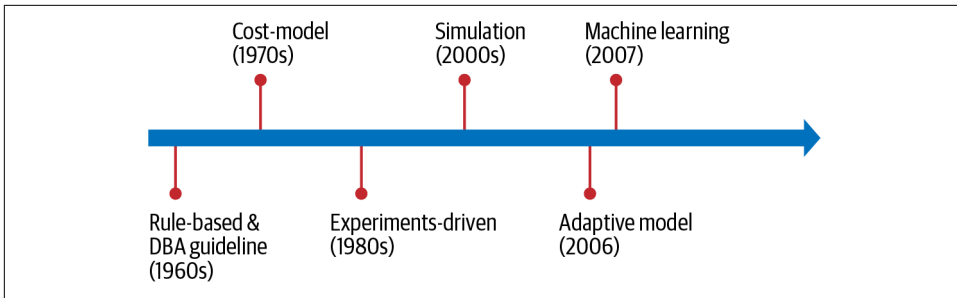 Cost-model
(1970s)
Simulation
(2000s)
Machine learning
(2007)
Rule-based &
DBA guideline
(1960s)
Experiments-driven
(1980s)
Adaptive model
(2006)